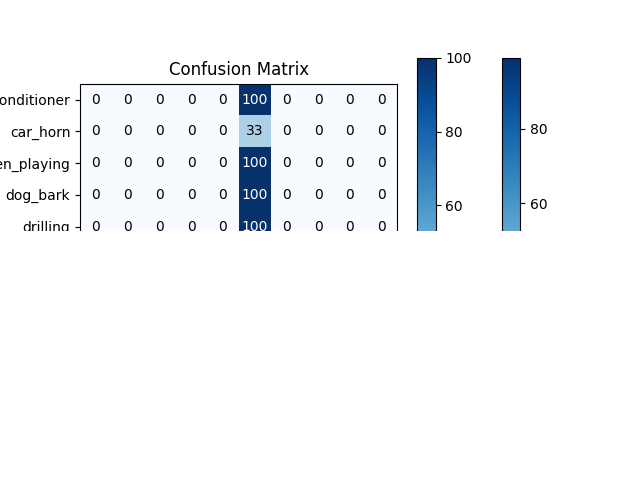 Confusion Matrix
onditioner 0 0 0 0 0 100 0 0 0 0
car_horn 0 0 0 0 0 33 0 0 0 0
en_playing 0 0 0 0 0 100 0 0 0 0
dog_bark 0 0 0 0 0 100 0 0 0 0
drilling 0 0 0 0 0 100 0 0 0 0
100
80
60
80
60